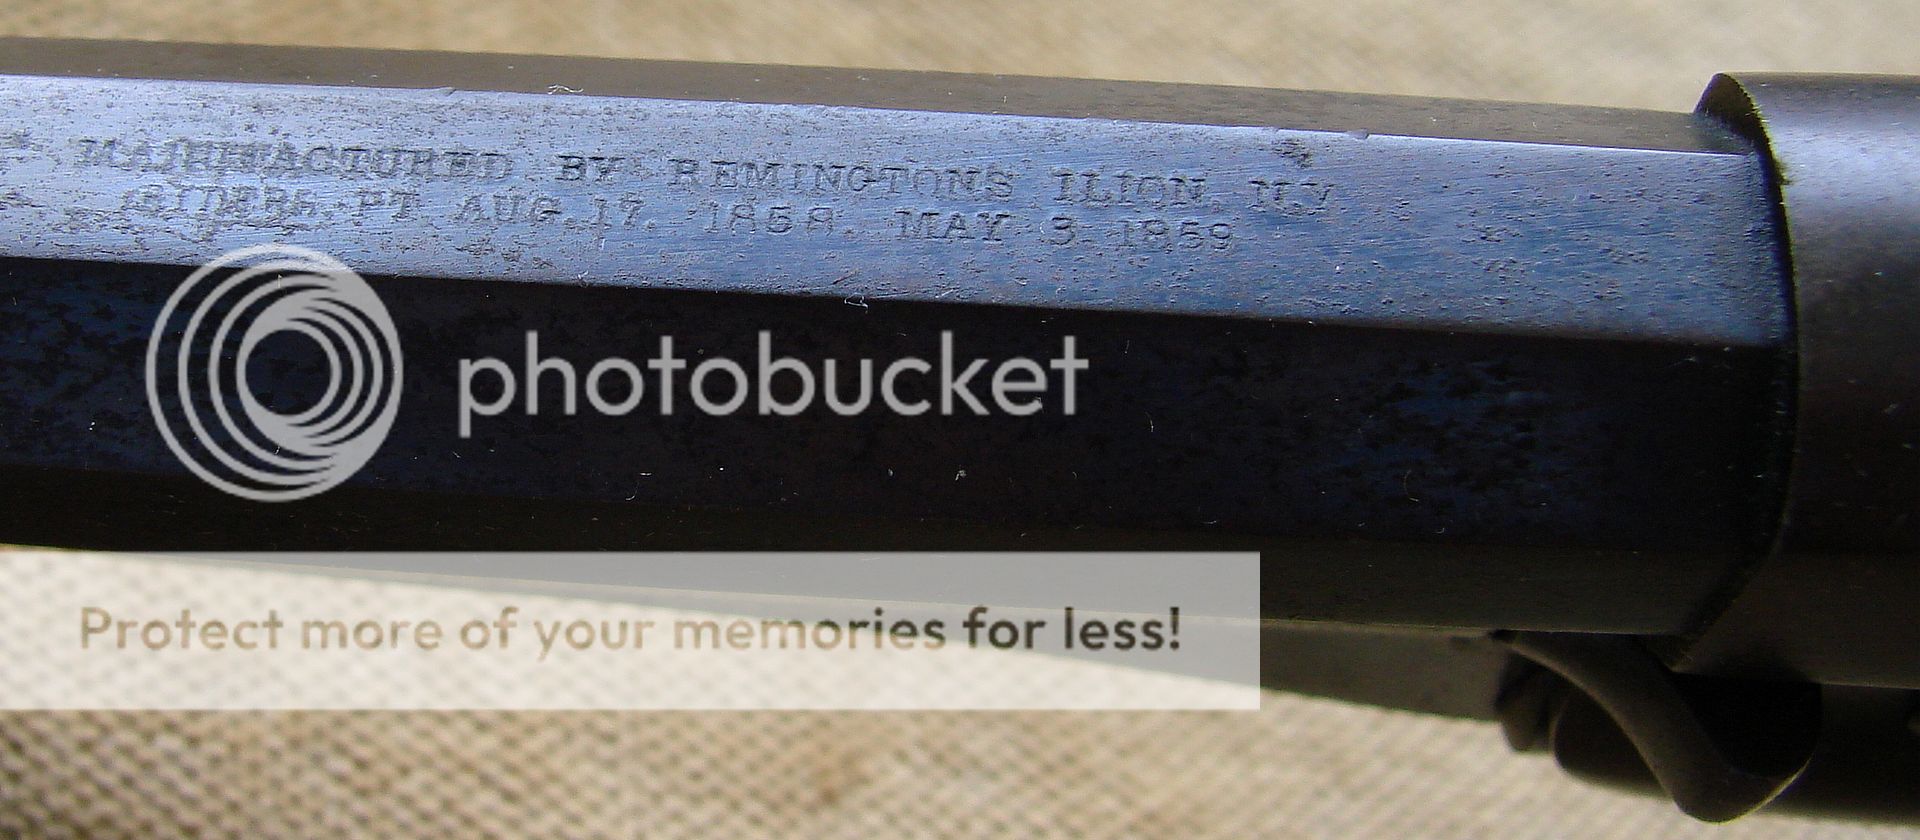 MANUFACTURED BY REMINGTONS ILION, N.Y
RIDERS. PT AUG. 17. 1858. MAY 3. 1859
photobucket
Protect more of your memories for less!